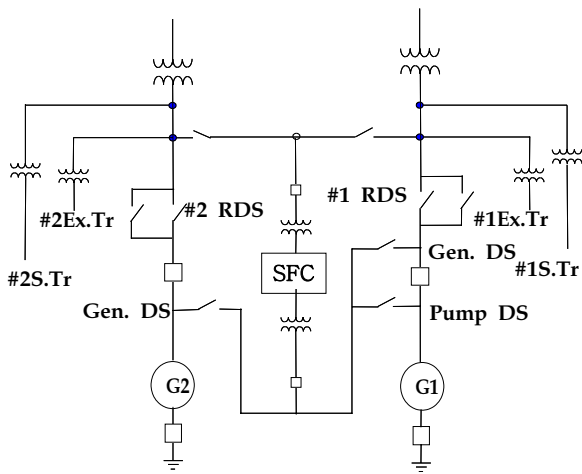 #1 RDS
#2 RDS
#2Ex.Tr
#1Ex.Tr
Gen. DS
#2S.Tr
SFC
#1S.Tr
Gen. DS
Pump DS
G2
G1